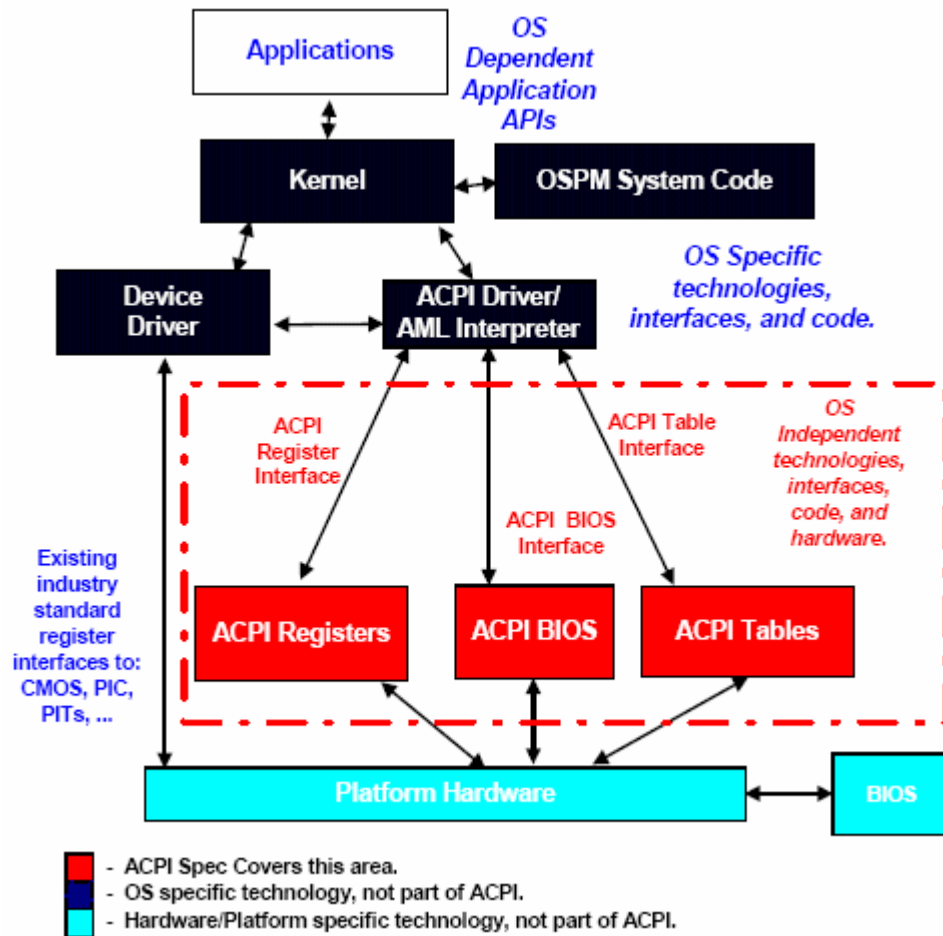 Applications
OS
Dependent
Application
APIs
Kernel
OSPM System Code
OS Specific
technologies,
interfaces, and code.
Device
Driver
ACPI Driver/
AML Interpreter
ACPI
Register
Interface
ACPI BIOS
Interface
ACPI Table
Interface
OS
Independent
technologies,
interfaces,
code, and
hardware.
Existing
industry
standard
register
interfaces to:
CMOS, PIC,
PITs, ...
ACPI Registers
ACPI BIOS
ACPI Tables
Platform Hardware
BIOS
- ACPI Spec Covers this area.
- OS specific technology, not part of ACPI.
- Hardware/Platform specific technology, not part of ACPI.